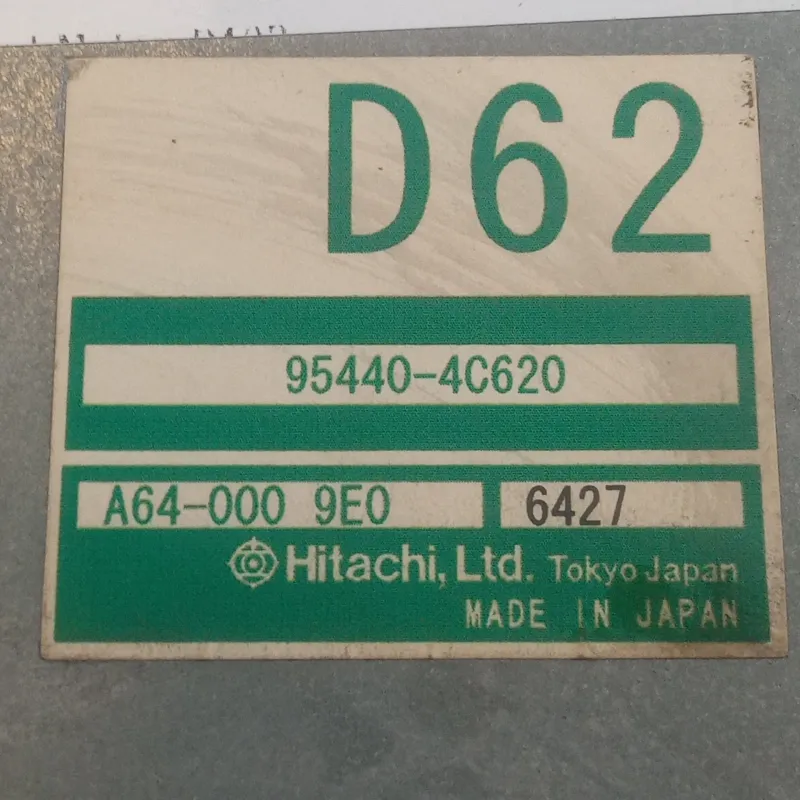 D62
95440-4C620
A64-000 9E0 6427
Hitachi, Ltd. Tokyo Japan
MADE IN JAPAN